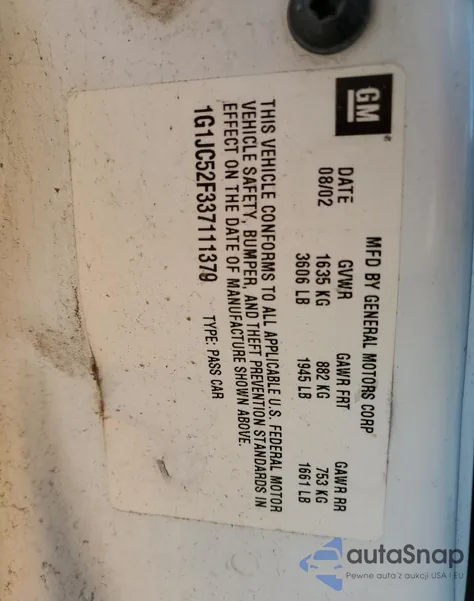 GM
MFD BY GENERAL MOTORS CORP
DATE GVWR GAWR FRT GAWR RR
08/02 1635 KG 882 KG 753 KG
3606 LB 1945 LB 1661 LB
THIS VEHICLE CONFORMS TO ALL APPLICABLE U.S. FEDERAL MOTOR
VEHICLE SAFETY, BUMPER, AND THEFT PREVENTION STANDARDS IN
EFFECT ON THE DATE OF MANUFACTURE SHOWN ABOVE.
1G1JC52F337111379 TYPE: PASS CAR
autoSnap
Pewne auta z aukcji USA i EU